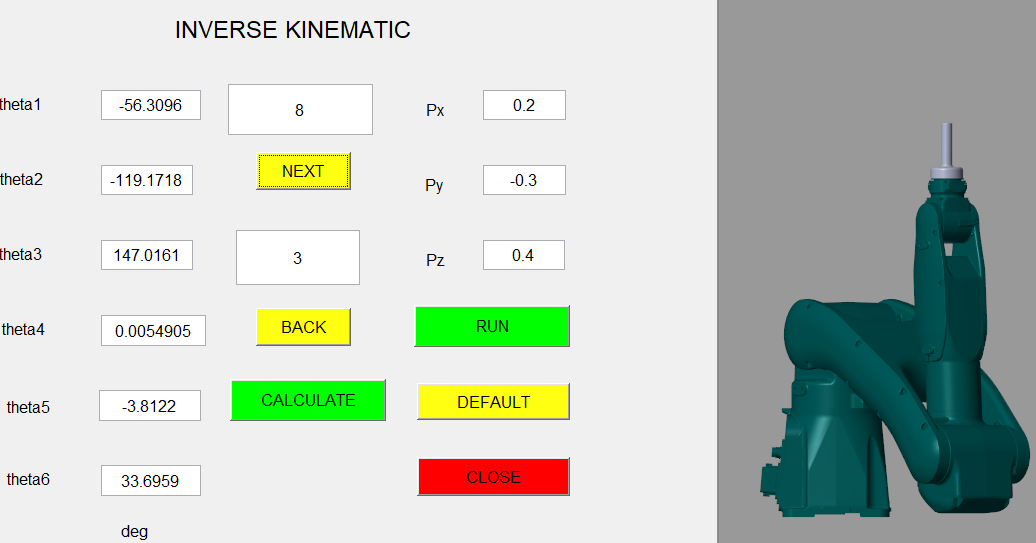 INVERSE KINEMATIC
theta1 -56.3096 8 Px 0.2
theta2 -119.1718 NEXT Py -0.3
theta3 147.0161 3 Pz 0.4
theta4 0.0054905 BACK RUN
theta5 -3.8122 CALCULATE DEFAULT
theta6 33.6959 CLOSE
deg